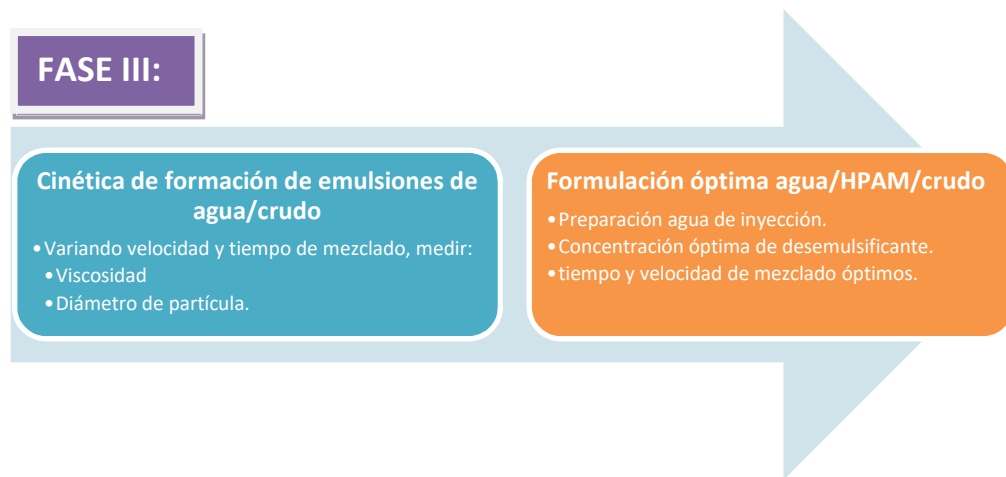 FASE III:
Cinética de formación de emulsiones de
agua/crudo
•Variando velocidad y tiempo de mezclado, medir:
•Viscosidad
•Diámetro de partícula.
Formulación óptima agua/HPAM/crudo
•Preparación agua de inyección.
•Concentración óptima de desemulsificante.
•tiempo y velocidad de mezclado óptimos.